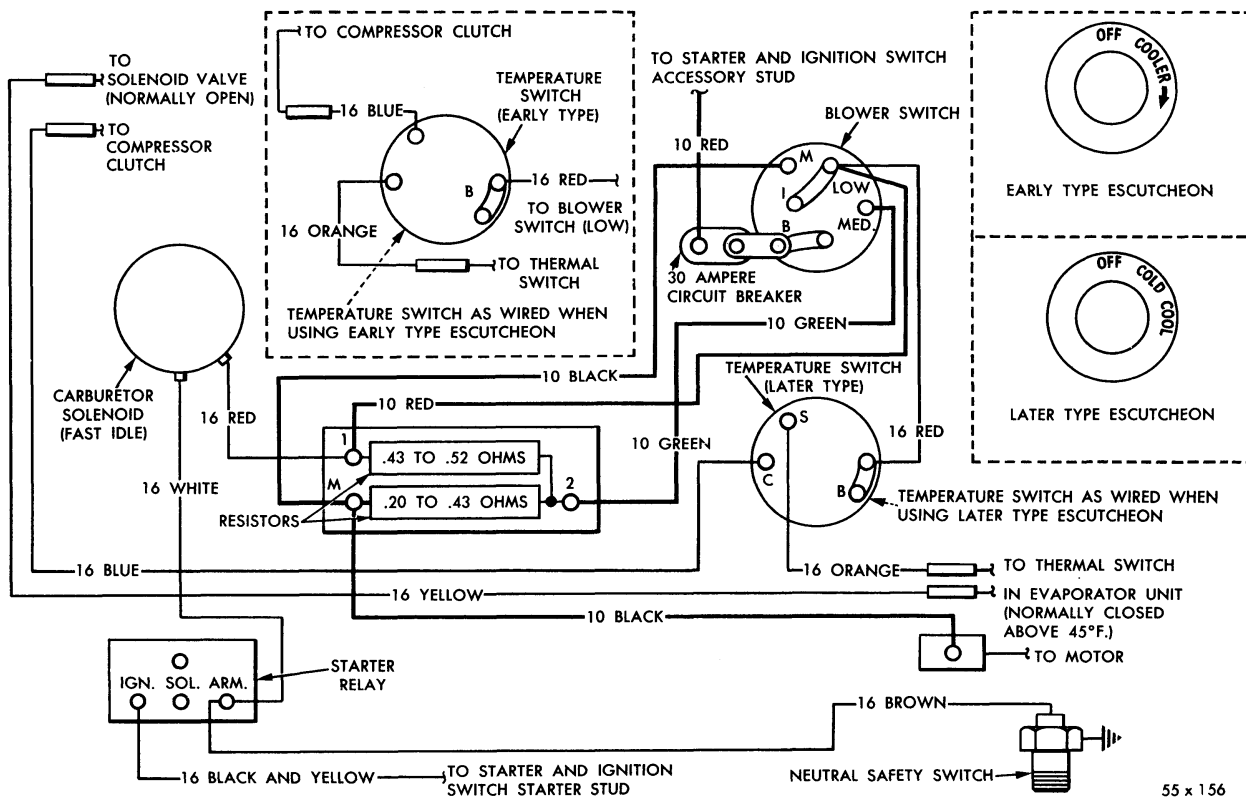 TO
SOLENOID VALVE
(NORMALLY OPEN)
TO
COMPRESSOR
CLUTCH
TO COMPRESSOR CLUTCH
TEMPERATURE
SWITCH
(EARLY TYPE)
16 BLUE
B
16 RED
TO BLOWER
SWITCH (LOW)
16 ORANGE
TO THERMAL
SWITCH
TEMPERATURE SWITCH AS WIRED WHEN
USING EARLY TYPE ESCUTCHEON
TO STARTER AND IGNITION SWITCH
ACCESSORY STUD
BLOWER SWITCH
10 RED
M
LOW
I
MED.
B
30 AMPERE
CIRCUIT BREAKER
10 GREEN
OFF COOLER
EARLY TYPE ESCUTCHEON
OFF COLD COOL
LATER TYPE ESCUTCHEON
CARBURETOR
SOLENOID
(FAST IDLE)
16 RED
16 WHITE
10 BLACK
10 RED
1
.43 TO .52 OHMS
M
.20 TO .43 OHMS
2
RESISTORS
10 GREEN
TEMPERATURE SWITCH
(LATER TYPE)
S
16 RED
C
B
TEMPERATURE SWITCH AS WIRED WHEN
USING LATER TYPE ESCUTCHEON
16 BLUE
16 ORANGE
TO THERMAL SWITCH
16 YELLOW
IN EVAPORATOR UNIT
(NORMALLY CLOSED
ABOVE 45°F.)
10 BLACK
TO MOTOR
IGN. SOL. ARM.
STARTER
RELAY
16 BROWN
16 BLACK AND YELLOW
TO STARTER AND IGNITION
SWITCH STARTER STUD
NEUTRAL SAFETY SWITCH
55 x 156